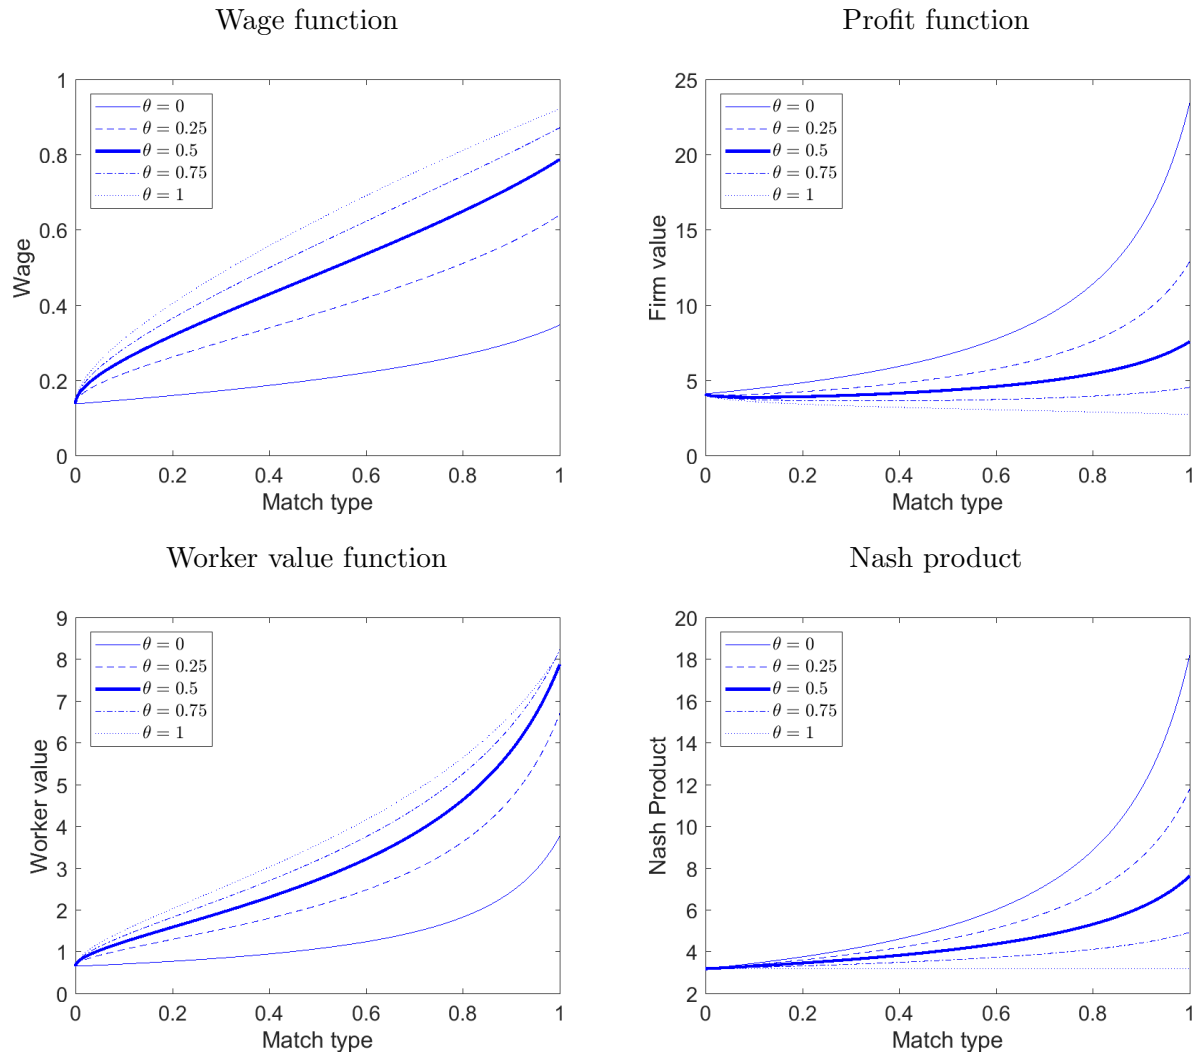 Wage function
1
0.8
0.6
0.4
0.2
0
0 0.2 0.4 0.6 0.8 1
Wage
Match type
θ = 0
θ = 0.25
θ = 0.5
θ = 0.75
θ = 1
Profit function
25
20
15
10
5
0
0 0.2 0.4 0.6 0.8 1
Firm value
Match type
θ = 0
θ = 0.25
θ = 0.5
θ = 0.75
θ = 1
Worker value function
9
8
7
6
5
4
3
2
1
0
0 0.2 0.4 0.6 0.8 1
Worker value
Match type
θ = 0
θ = 0.25
θ = 0.5
θ = 0.75
θ = 1
Nash product
20
18
16
14
12
10
8
6
4
2
0 0.2 0.4 0.6 0.8 1
Nash Product
Match type
θ = 0
θ = 0.25
θ = 0.5
θ = 0.75
θ = 1